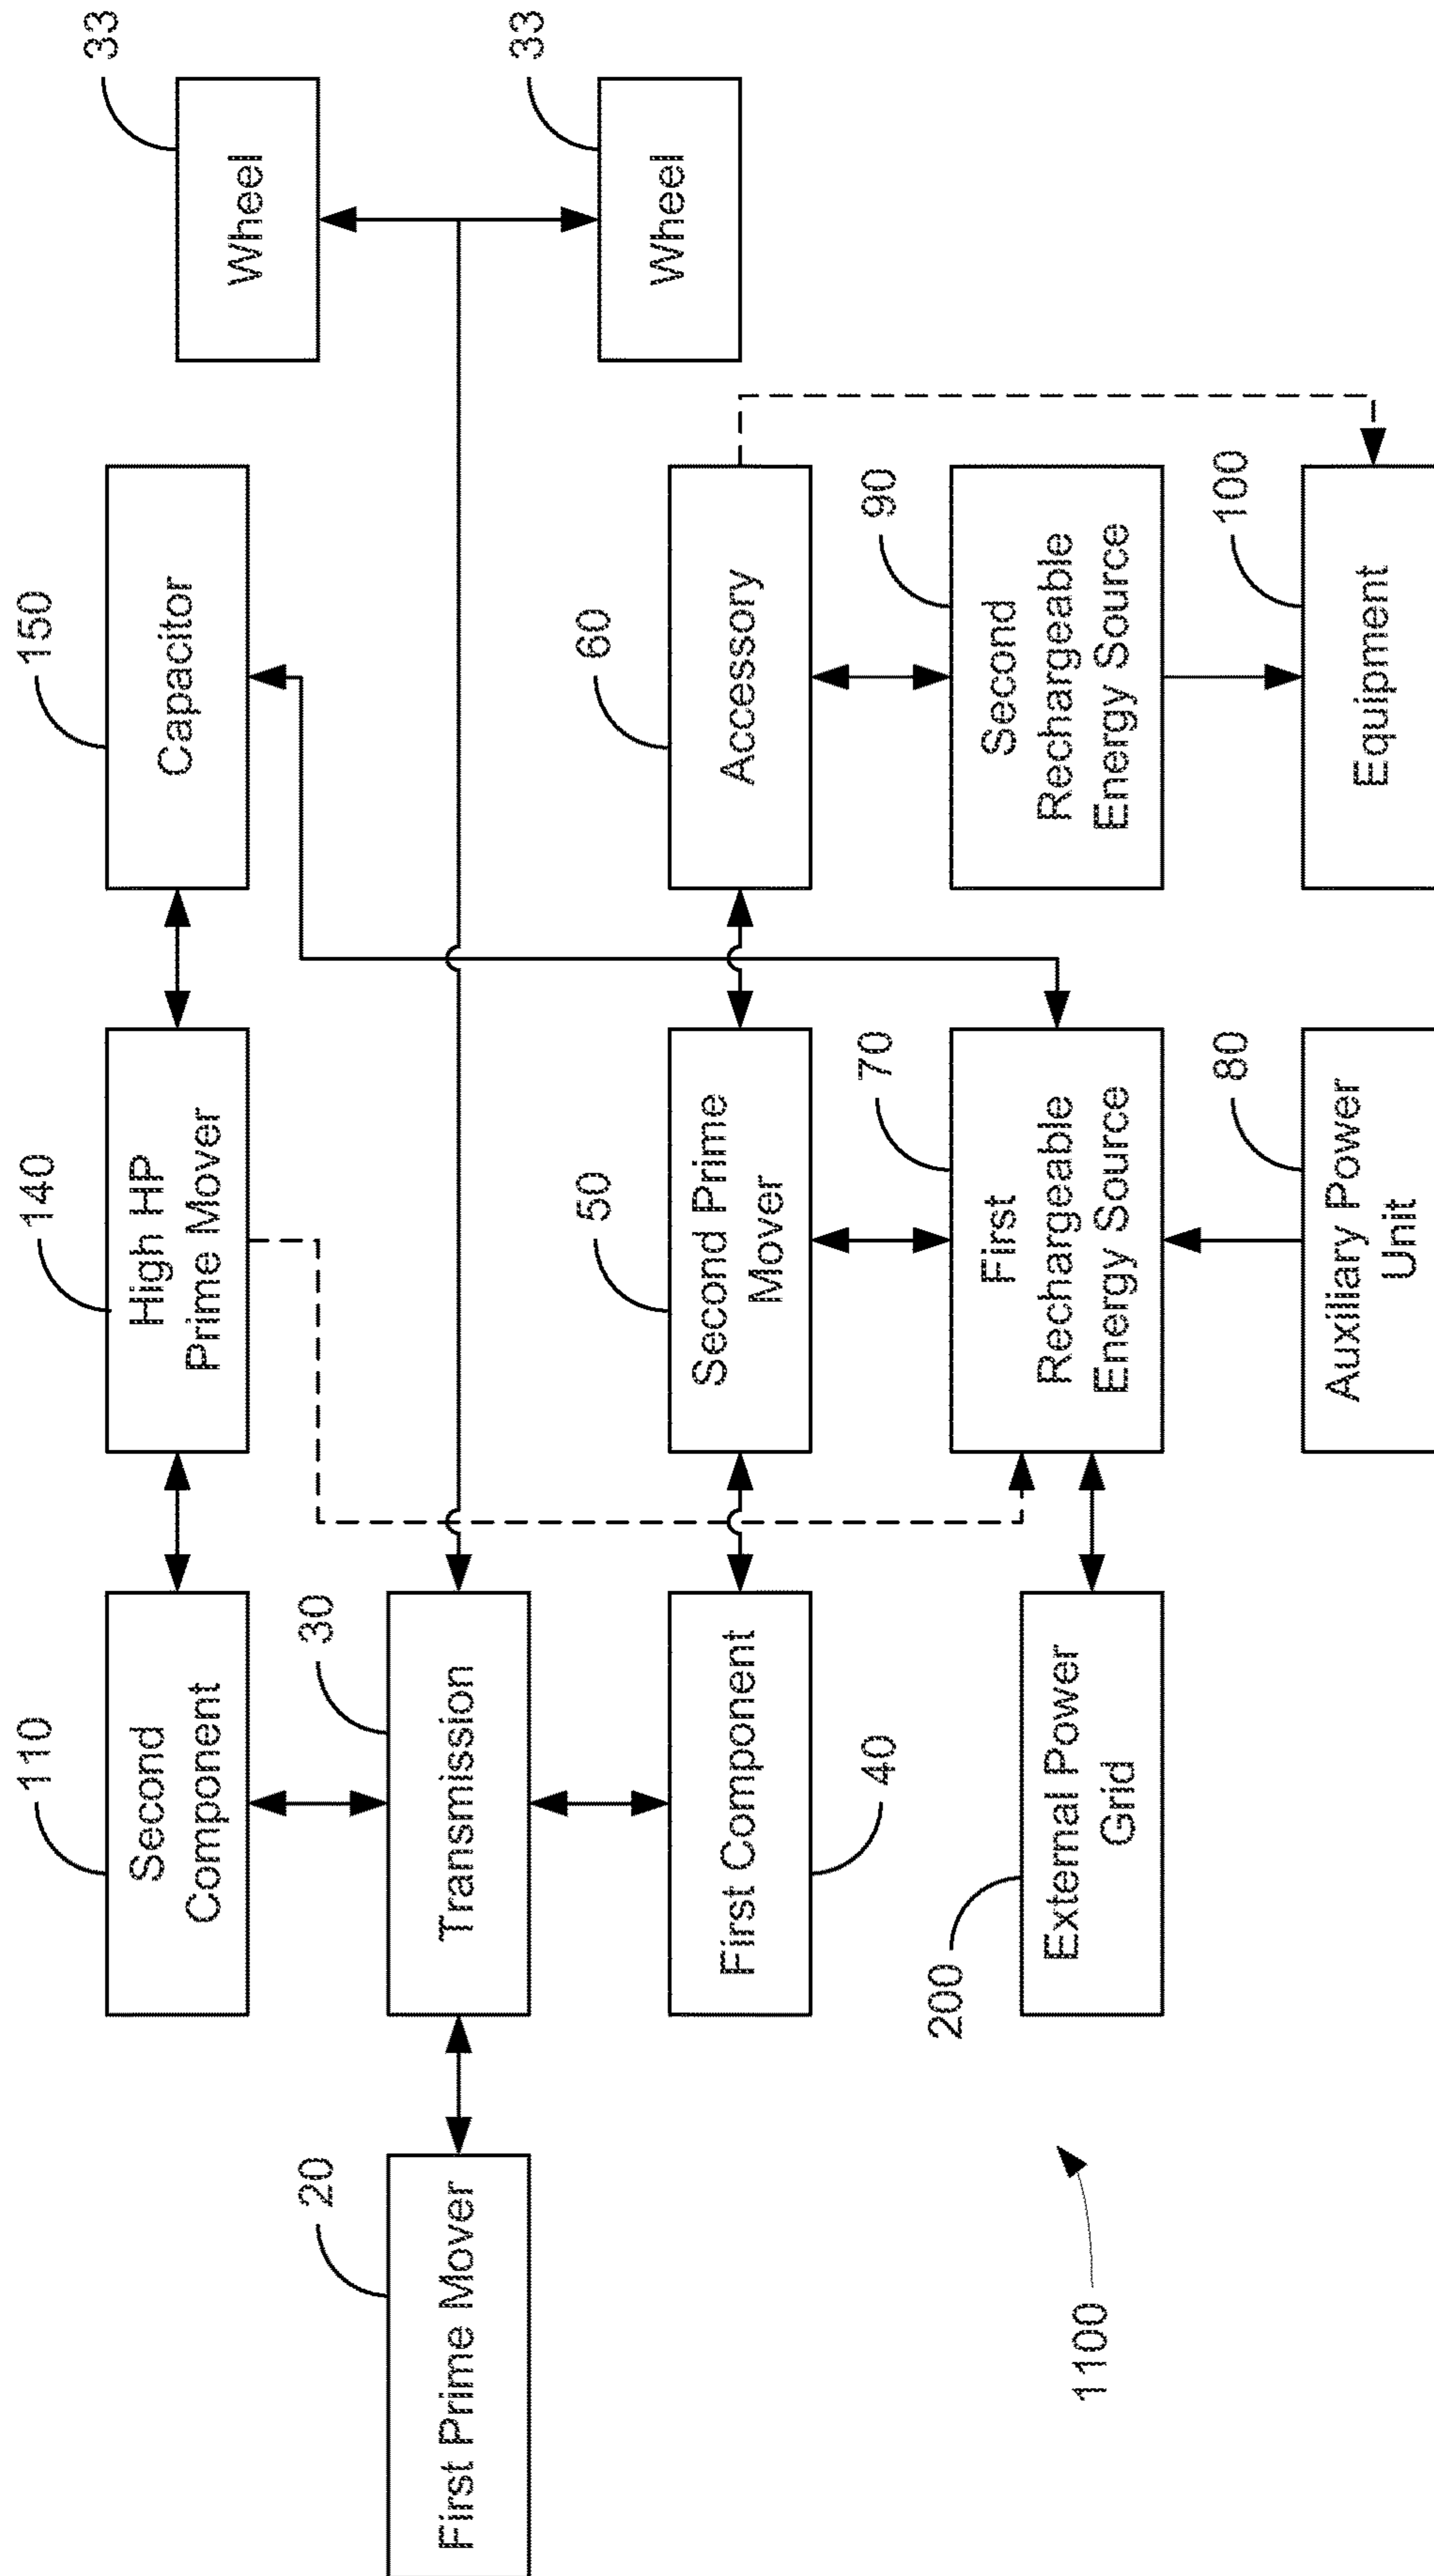 110
Second
Component
140
High HP
Prime Mover
150
Capacitor
33
Wheel
20
First Prime Mover
30
Transmission
33
Wheel
First Component
40
50
Second Prime
Mover
60
Accessory
200
External Power
Grid
70
First
Rechargeable
Energy Source
90
Second
Rechargeable
Energy Source
80
Auxiliary Power
Unit
100
Equipment
1100